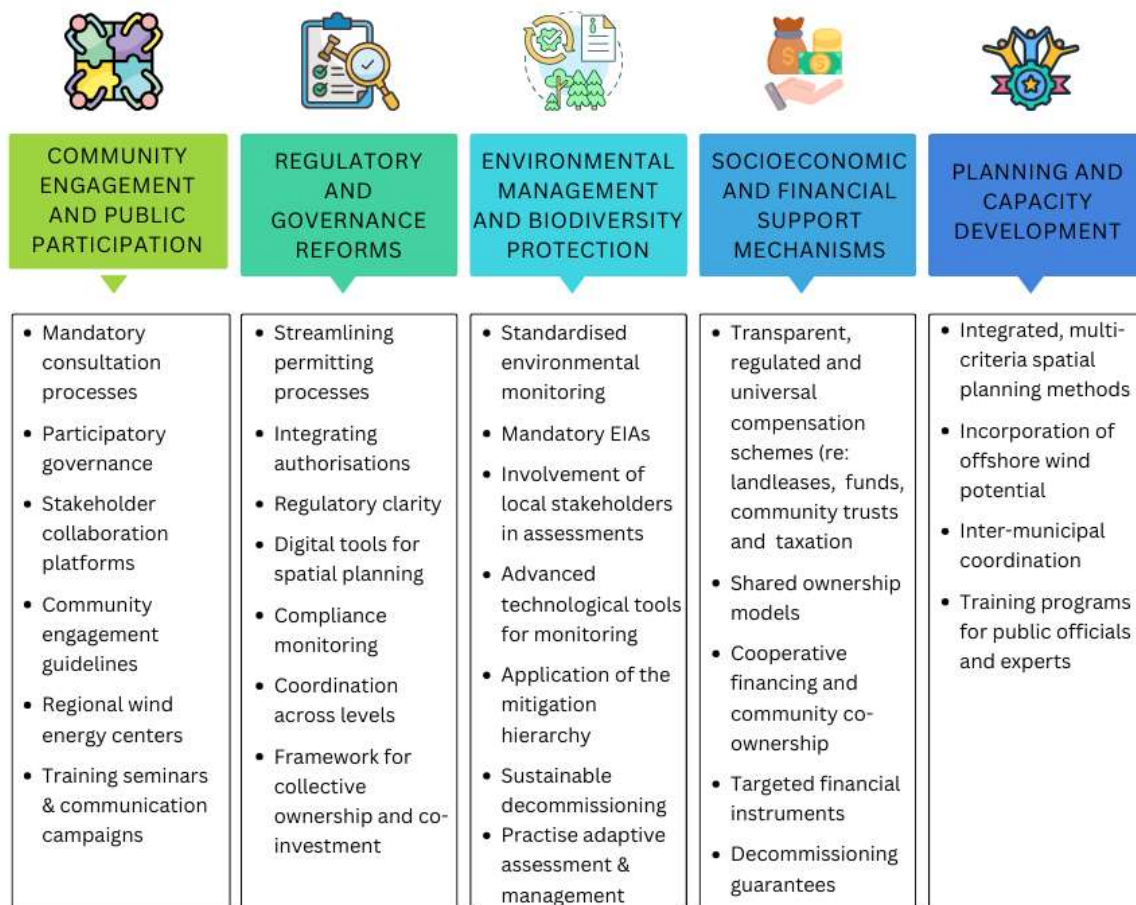 COMMUNITY
ENGAGEMENT
AND PUBLIC
PARTICIPATION
REGULATORY
AND
GOVERNANCE
REFORMS
ENVIRONMENTAL
MANAGEMENT
AND BIODIVERSITY
PROTECTION
SOCIOECONOMIC
AND FINANCIAL
SUPPORT
MECHANISMS
PLANNING AND
CAPACITY
DEVELOPMENT
• Mandatory
consultation
processes
• Participatory
governance
• Stakeholder
collaboration
platforms
• Community
engagement
guidelines
• Regional wind
energy centers
• Training seminars
& communication
campaigns
• Streamlining
permitting
processes
• Integrating
authorisations
• Regulatory clarity
• Digital tools for
spatial planning
• Compliance
monitoring
• Coordination
across levels
• Framework for
collective
ownership and co-
investment
• Standardised
environmental
monitoring
• Mandatory EIAs
• Involvement of
local stakeholders
in assessments
• Advanced
technological tools
for monitoring
• Application of the
mitigation
hierarchy
• Sustainable
decommissioning
• Practise adaptive
assessment &
management
• Transparent,
regulated and
universal
compensation
schemes (re:
landleases, funds,
community trusts
and taxation
• Shared ownership
models
• Cooperative
financing and
community co-
ownership
• Targeted financial
instruments
• Decommissioning
guarantees
• Integrated, multi-
criteria spatial
planning methods
• Incorporation of
offshore wind
potential
• Inter-municipal
coordination
• Training programs
for public officials
and experts